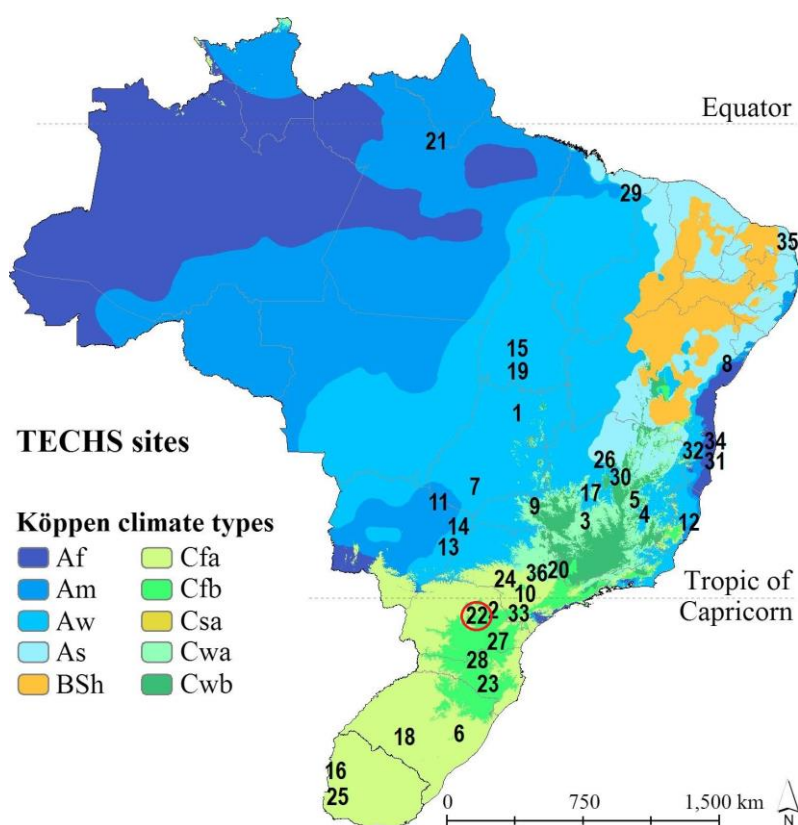 Equator
21
29
35
15
19
8
1
TECHS sites
32 34
31
26
30
7
11
17
5
9
3
4
12
14
13
Köppen climate types
Af Cfa
Am Cfb
Aw Csa
As Cwa
BSh Cwb
24 36 20
10
Tropic of
Capricorn
22 2 33
27
28
23
18
6
16
25
0 750 1,500 km
N